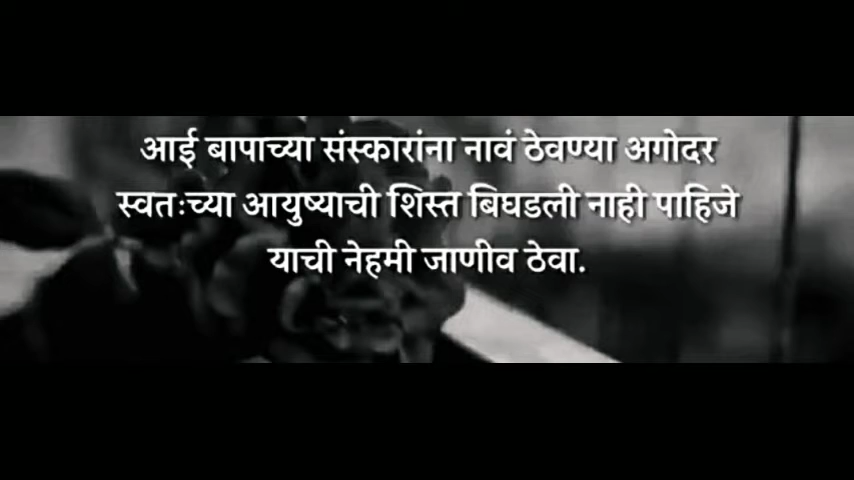 आई बापाच्या संस्कारांना नावं ठेवण्या अगोदर
स्वतःच्या आयुष्याची शिस्त बिघडली नाही पाहिजे
याची नेहमी जाणीव ठेवा.